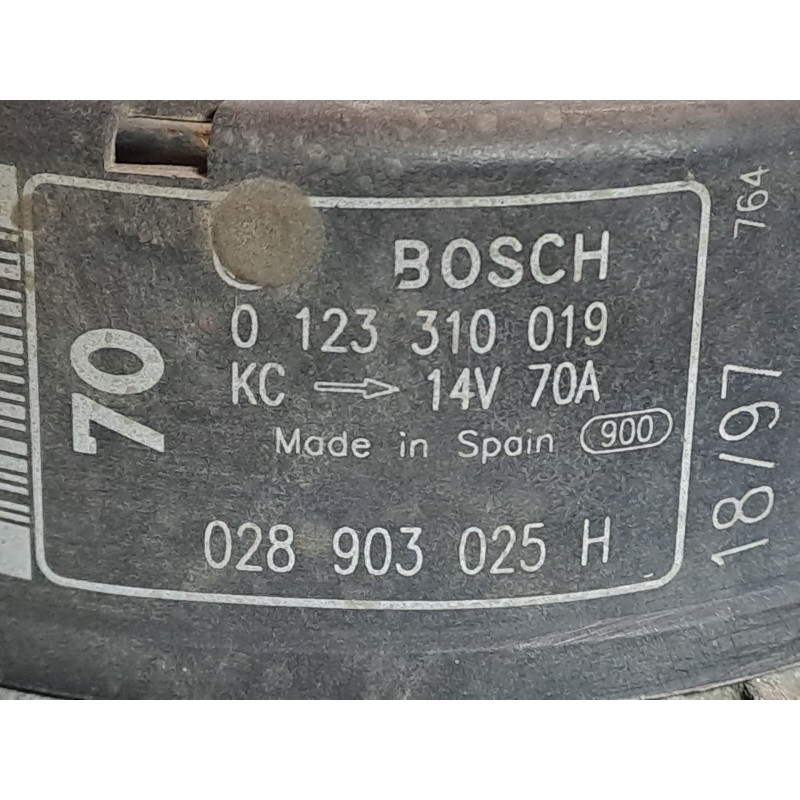 BOSCH
0 123 310 019
KC → 14V 70A
Made in Spain 900
028 903 025 H
70
764
18/97